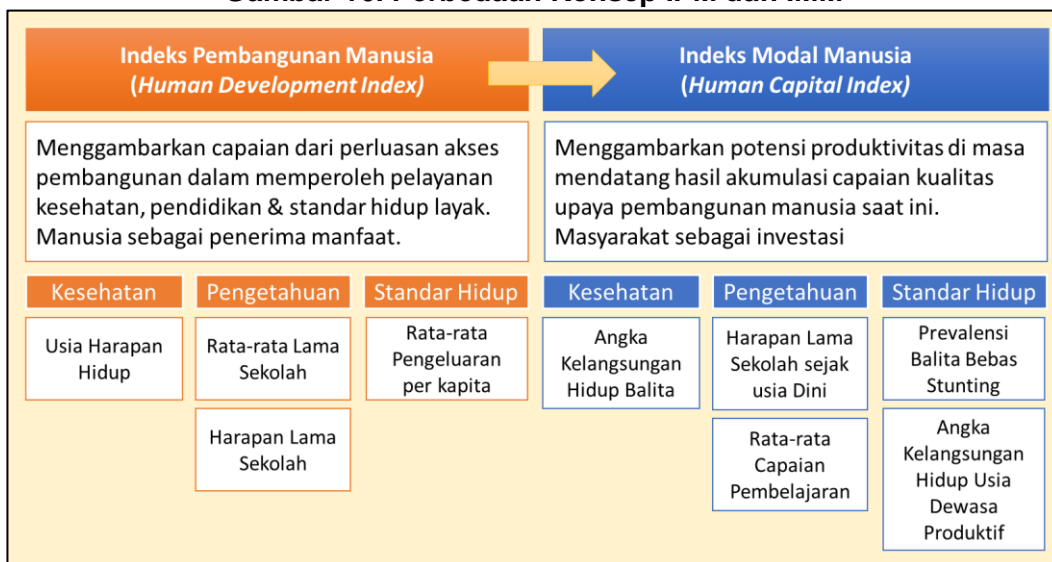 Indeks Pembangunan Manusia
(Human Development Index)
Indeks Modal Manusia
(Human Capital Index)
Menggambarkan capaian dari perluasan akses
pembangunan dalam memperoleh pelayanan
kesehatan, pendidikan & standar hidup layak.
Manusia sebagai penerima manfaat.
Menggambarkan potensi produktivitas di masa
mendatang hasil akumulasi capaian kualitas
upaya pembangunan manusia saat ini.
Masyarakat sebagai investasi
Kesehatan
Usia Harapan
Hidup
Pengetahuan
Rata-rata Lama
Sekolah
Harapan Lama
Sekolah
Standar Hidup
Rata-rata
Pengeluaran
per kapita
Kesehatan
Angka
Kelangsungan
Hidup Balita
Pengetahuan
Harapan Lama
Sekolah sejak
usia Dini
Rata-rata
Capaian
Pembelajaran
Standar Hidup
Prevalensi
Balita Bebas
Stunting
Angka
Kelangsungan
Hidup Usia
Dewasa
Produktif